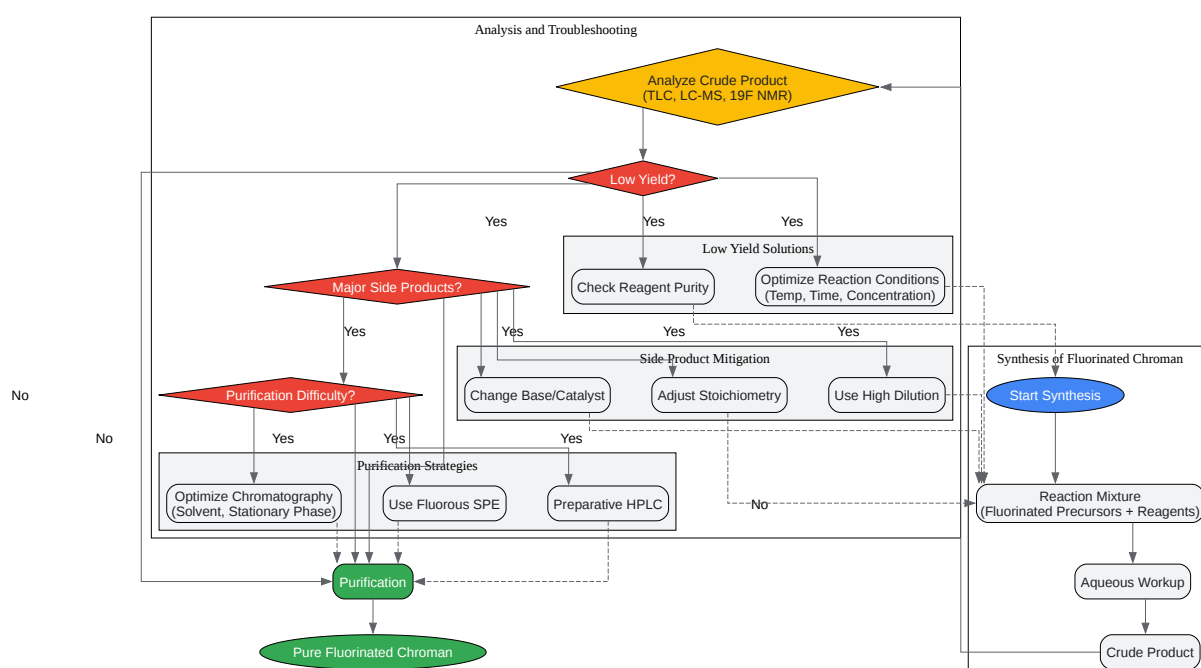 Analysis and Troubleshooting
Analyze Crude Product
(TLC, LC-MS, 19F NMR)
Low Yield?
Yes
Yes
Yes
Low Yield Solutions
Check Reagent Purity
Optimize Reaction Conditions
(Temp, Time, Concentration)
Major Side Products?
Yes
Yes
Yes
Yes
Side Product Mitigation
Change Base/Catalyst
Adjust Stoichiometry
Use High Dilution
Synthesis of Fluorinated Chroman
Start Synthesis
Purification Difficulty?
No
No
Yes
Yes
Yes
Purification Strategies
Optimize Chromatography
(Solvent, Stationary Phase)
Use Fluorous SPE
Preparative HPLC
No
Reaction Mixture
(Fluorinated Precursors + Reagents)
Purification
Aqueous Workup
Pure Fluorinated Chroman
Crude Product